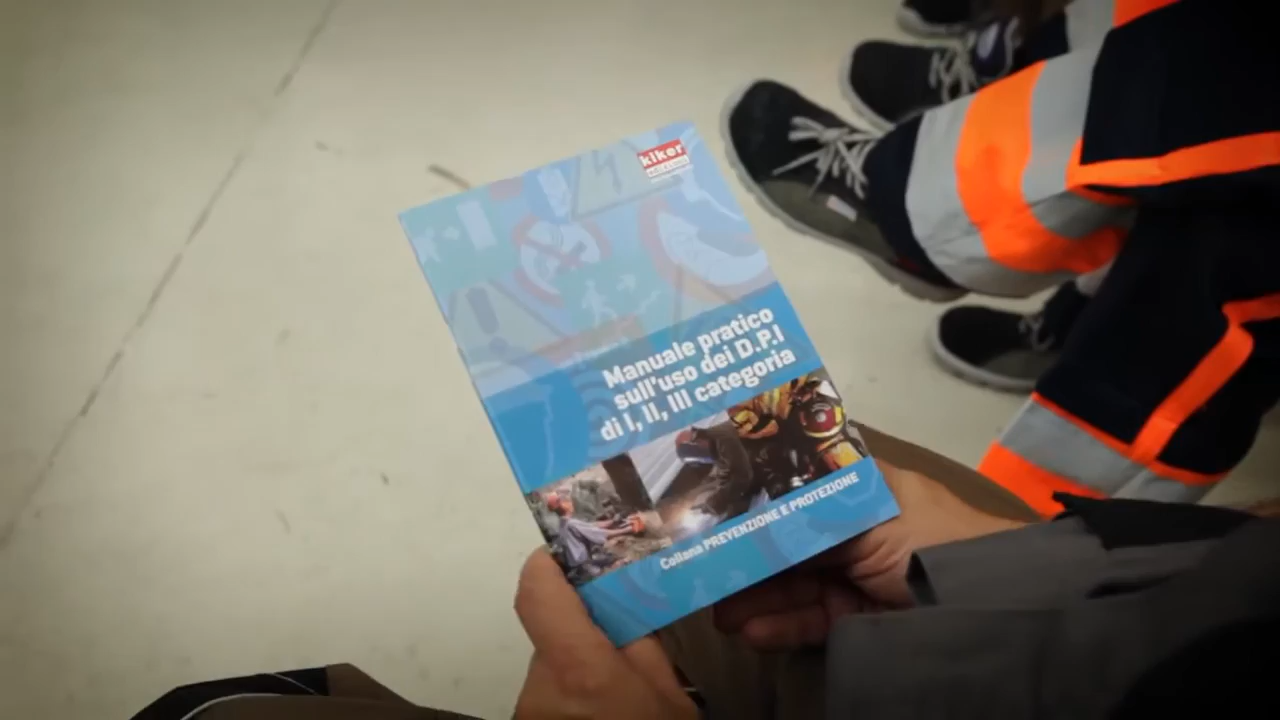 kiker
Manuale pratico
sull'uso dei D.P.I
di I, II, III categoria
Collana PREVENZIONE E PROTEZIONE